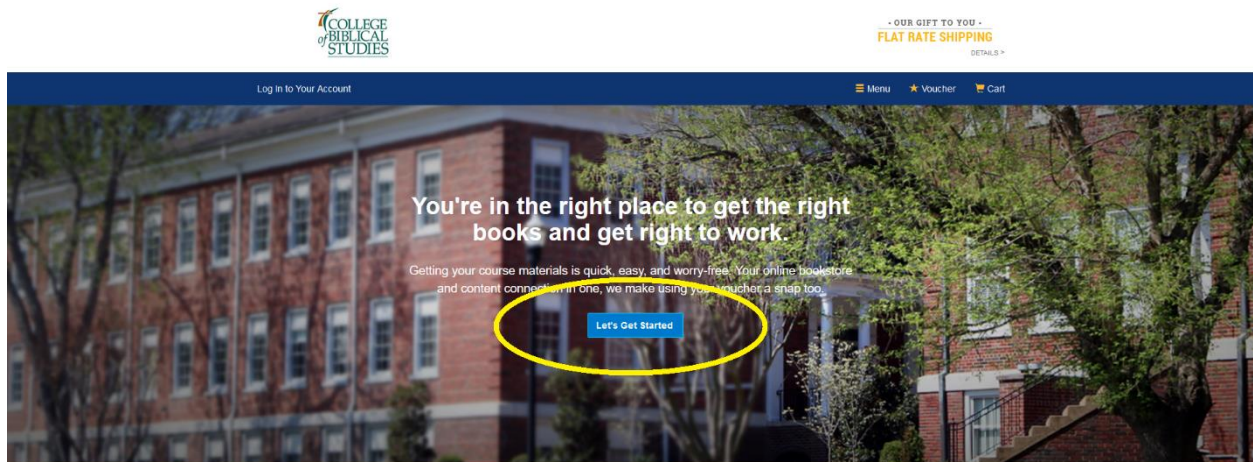 COLLEGE
of BIBLICAL
STUDIES
• OUR GIFT TO YOU •
FLAT RATE SHIPPING
DETAILS >
Log In to Your Account
Menu
Voucher
Cart
You're in the right place to get the right
books and get right to work.
Getting your course materials is quick, easy, and worry-free. Your online bookstore
and content connection in one, we make using your voucher a snap too.
Let's Get Started